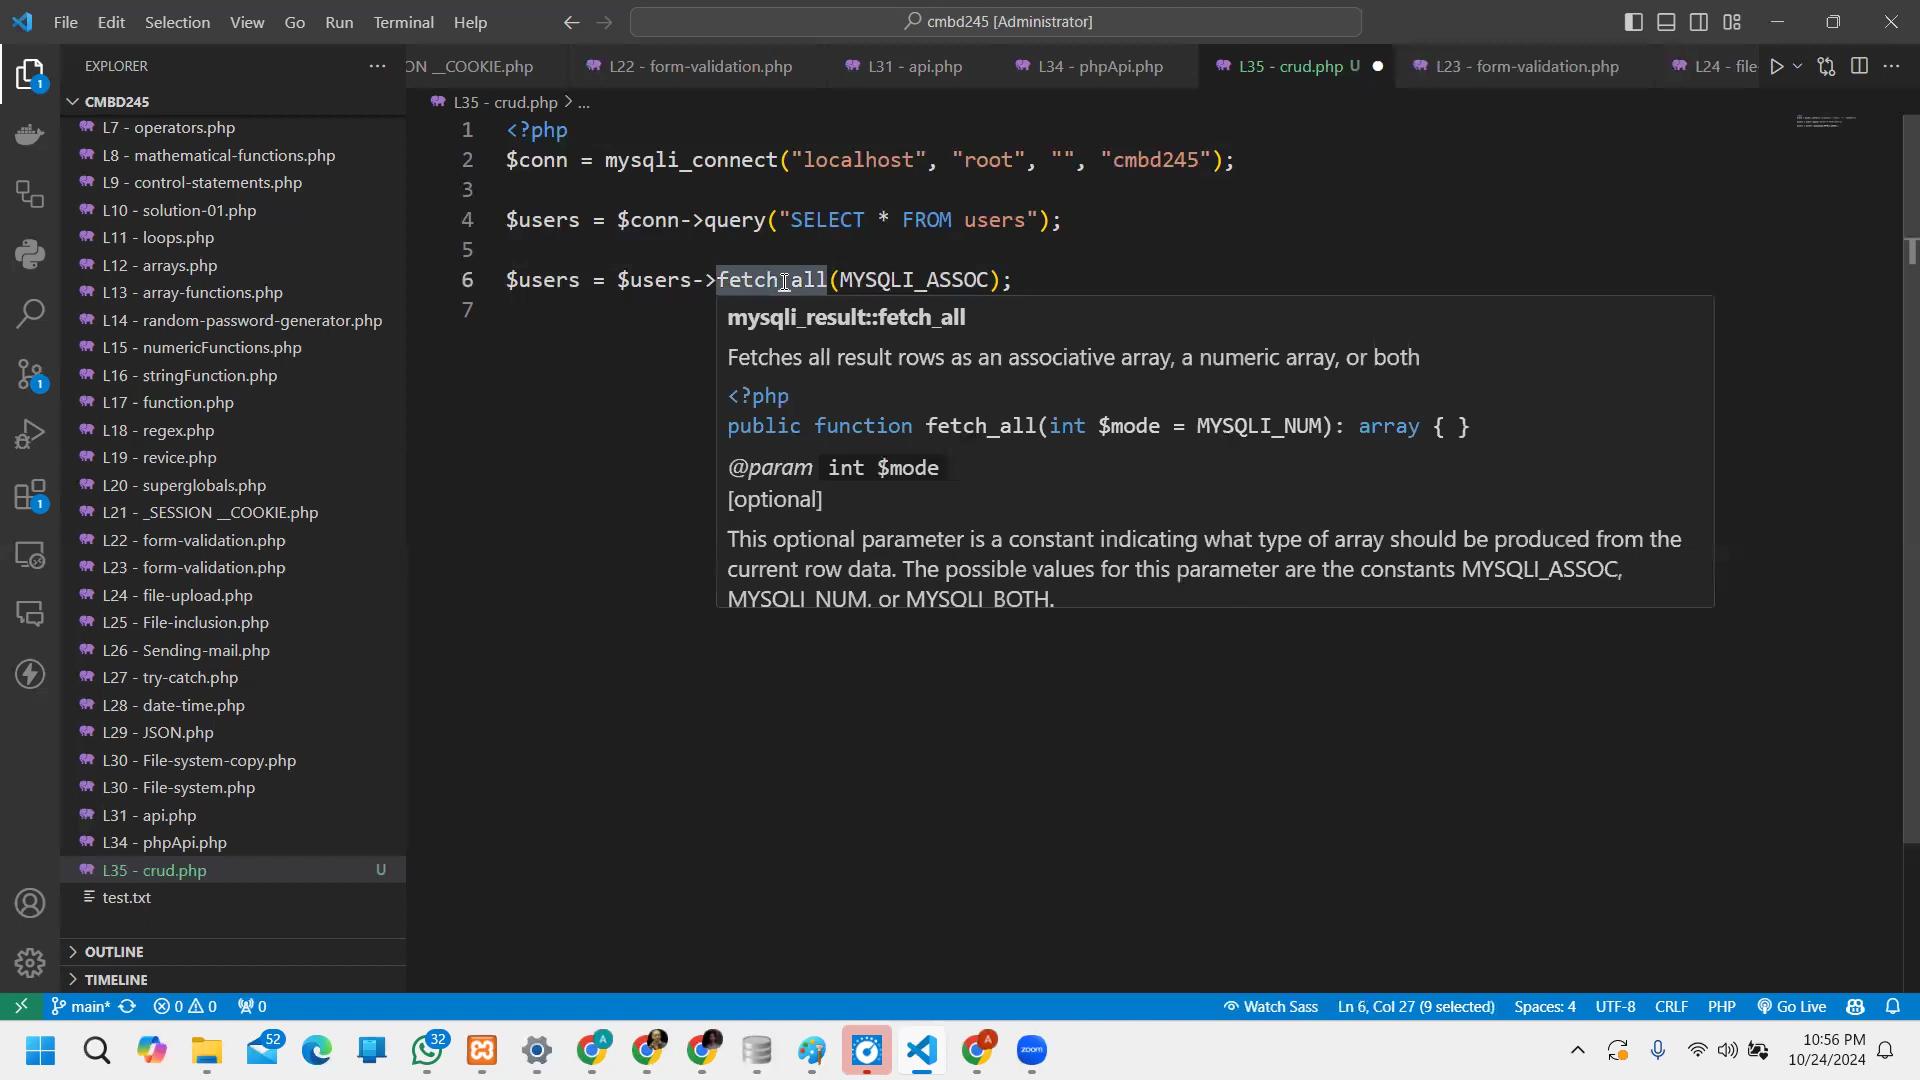 File Edit Selection View Go Run Terminal Help
cmbd245 [Administrator]
EXPLORER
ON __COOKIE.php
L22 - form-validation.php
L31 - api.php
L34 - phpApi.php
L35 - crud.php U
L23 - form-validation.php
L24 - file-
CMBD245
L7 - operators.php
L8 - mathematical-functions.php
L9 - control-statements.php
L10 - solution-01.php
L11 - loops.php
L12 - arrays.php
L13 - array-functions.php
L14 - random-password-generator.php
L15 - numericFunctions.php
L16 - stringFunction.php
L17 - function.php
L18 - regex.php
L19 - revice.php
L20 - superglobals.php
L21 - _SESSION __COOKIE.php
L22 - form-validation.php
L23 - form-validation.php
L24 - file-upload.php
L25 - File-inclusion.php
L26 - Sending-mail.php
L27 - try-catch.php
L28 - date-time.php
L29 - JSON.php
L30 - File-system-copy.php
L30 - File-system.php
L31 - api.php
L34 - phpApi.php
L35 - crud.php U
test.txt
OUTLINE
TIMELINE
L35 - crud.php > ...
1 <?php
2 $conn = mysqli_connect("localhost", "root", "", "cmbd245");
3
4 $users = $conn->query("SELECT * FROM users");
5
6 $users = $users->fetch_all(MYSQLI_ASSOC);
7
mysqli_result::fetch_all
Fetches all result rows as an associative array, a numeric array, or both
<?php
public function fetch_all(int $mode = MYSQLI_NUM): array { }
@param int $mode
[optional]
This optional parameter is a constant indicating what type of array should be produced from the
current row data. The possible values for this parameter are the constants MYSQLI_ASSOC,
MYSQLI_NUM, or MYSQLI_BOTH.
1
1
1
main* 0 0 0
Watch Sass Ln 6, Col 27 (9 selected) Spaces: 4 UTF-8 CRLF PHP Go Live
52
32
A
A
zoom
10:56 PM
10/24/2024